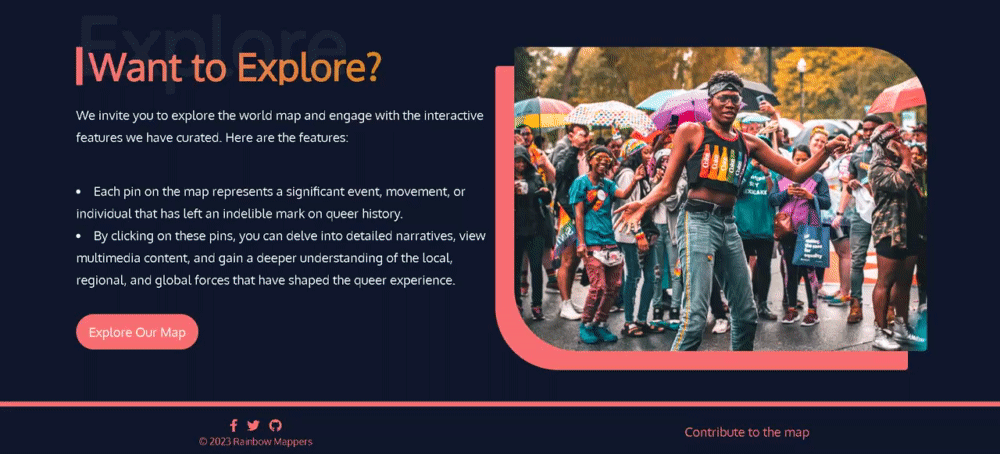 Explore
Want to Explore?
We invite you to explore the world map and engage with the interactive
features we have curated. Here are the features:
• Each pin on the map represents a significant event, movement, or
individual that has left an indelible mark on queer history.
• By clicking on these pins, you can delve into detailed narratives, view
multimedia content, and gain a deeper understanding of the local,
regional, and global forces that have shaped the queer experience.
Explore Our Map
© 2023 Rainbow Mappers
Contribute to the map